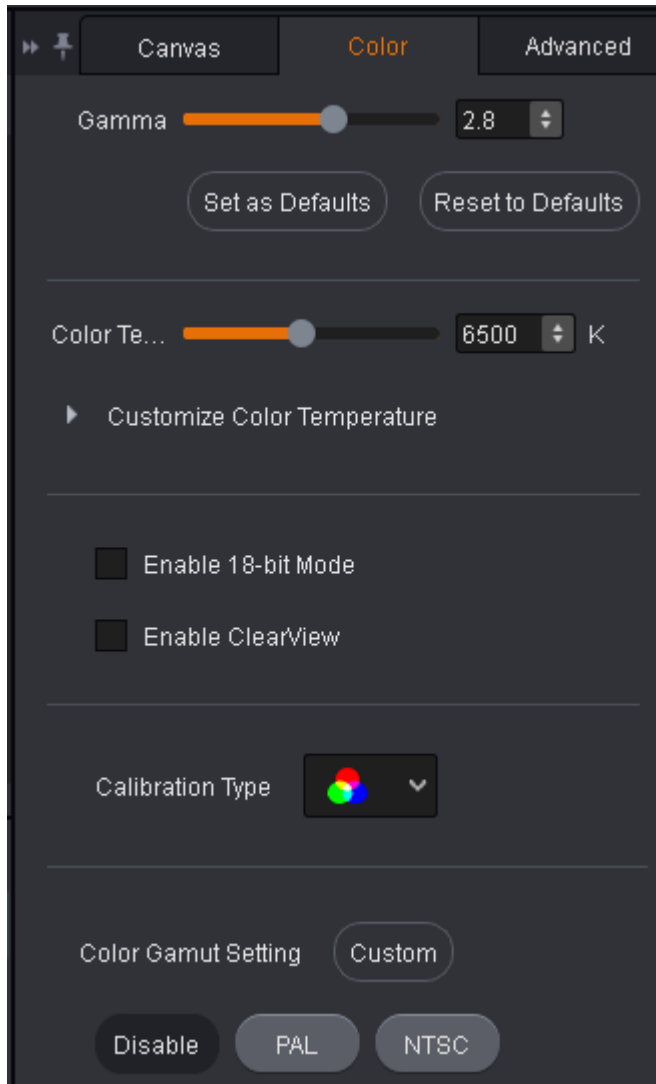 Canvas Color Advanced
Gamma 2.8
Set as Defaults Reset to Defaults
Color Te... 6500 K
Customize Color Temperature
Enable 18-bit Mode
Enable ClearView
Calibration Type
Color Gamut Setting Custom
Disable PAL NTSC